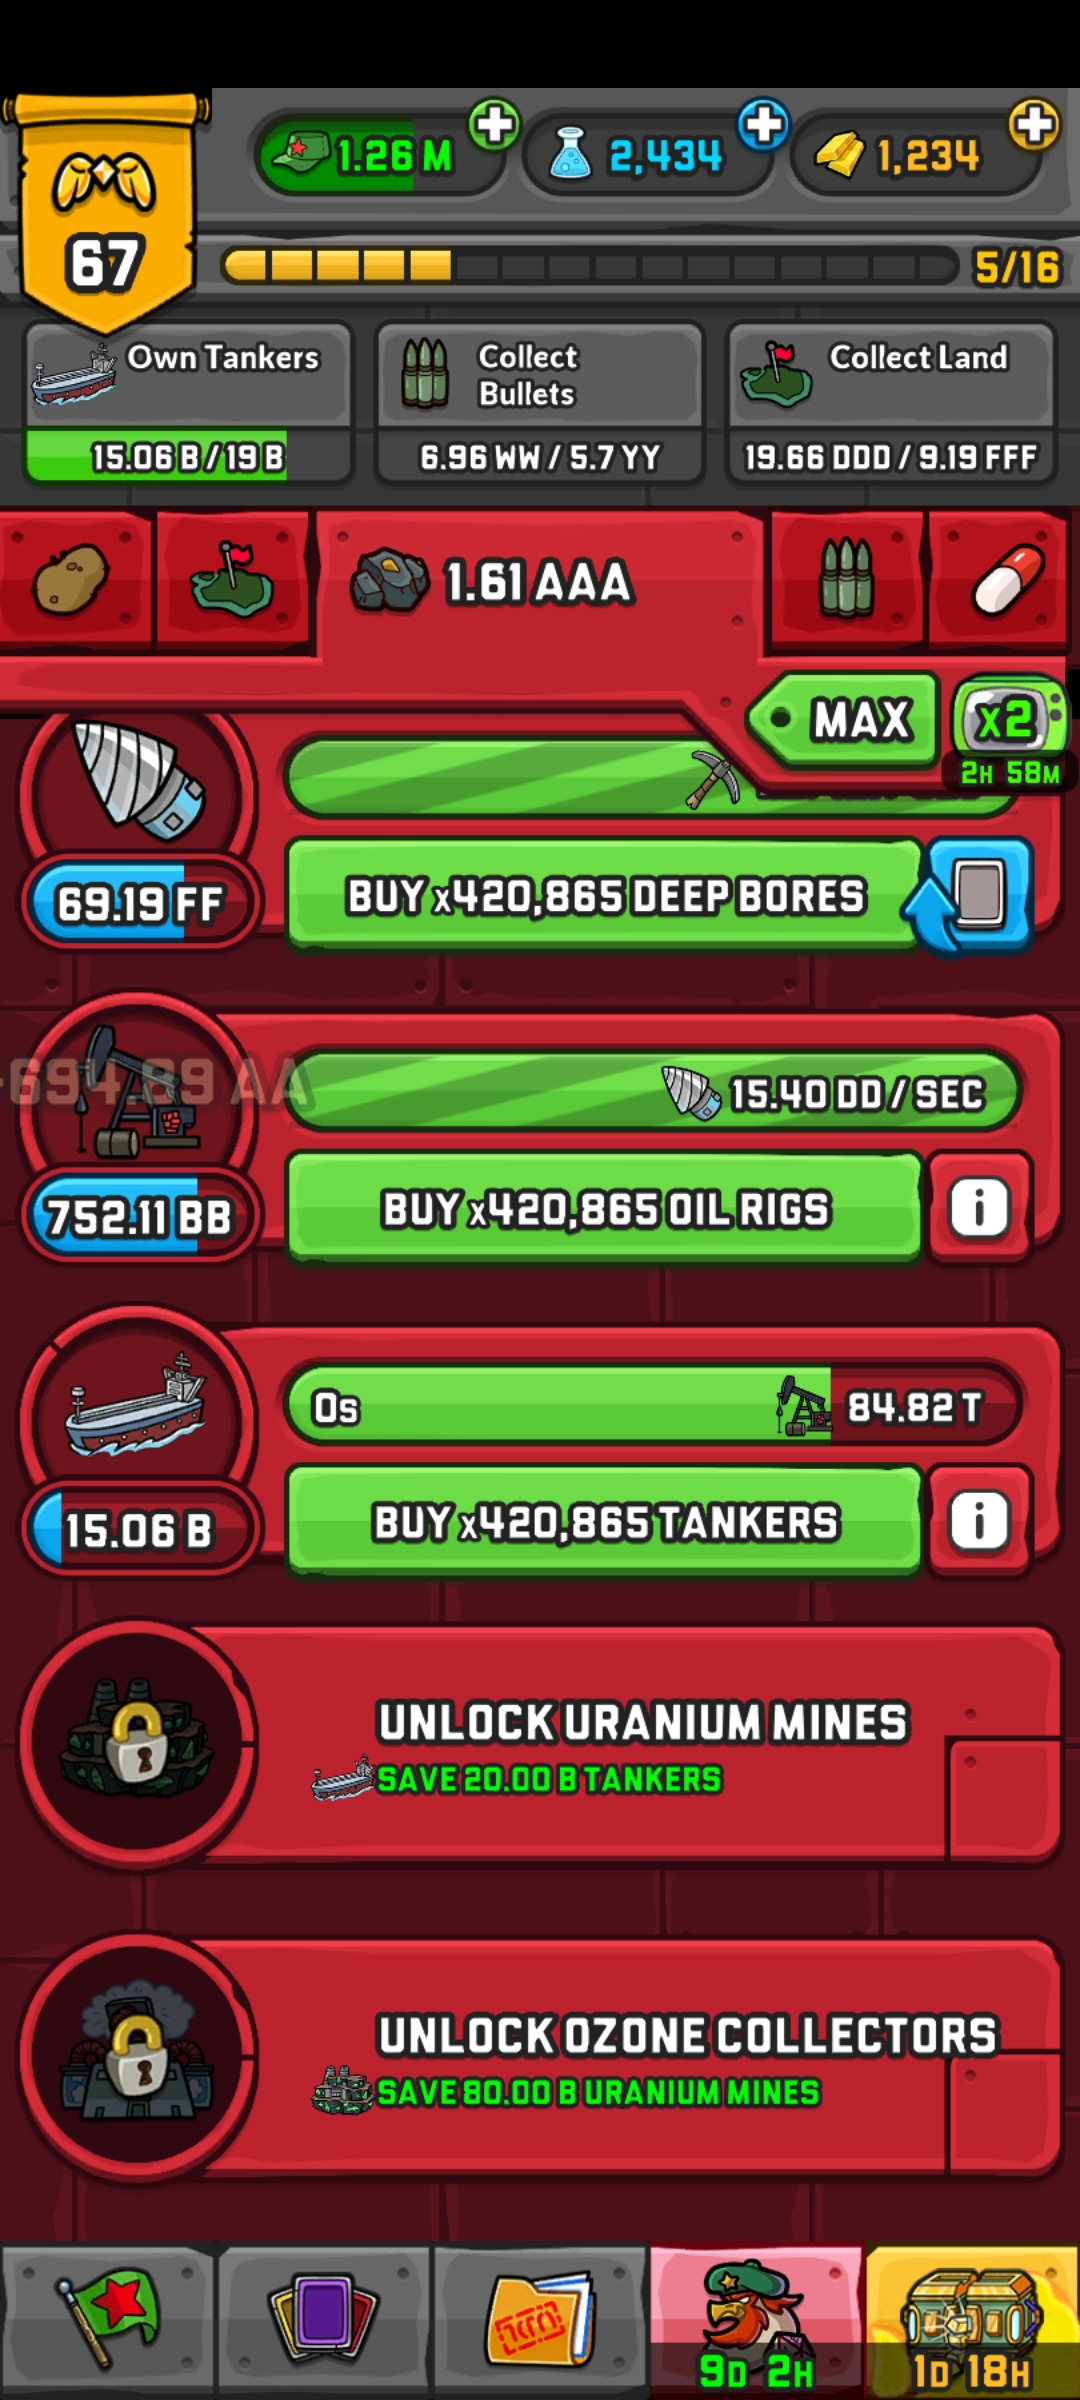 67
1.26 M
2,434
1,234
5/16
Own Tankers
15.06 B / 19 B
Collect
Bullets
6.96 WW / 5.7 YY
Collect Land
19.66 DDD / 9.19 FFF
1.61 AAA
MAX
x2
2H 58M
69.19 FF
BUY x420,865 DEEP BORES
-694.89 AA
15.40 DD / SEC
752.11 BB
BUY x420,865 OIL RIGS
i
0s
84.82 T
15.06 B
BUY x420,865 TANKERS
i
UNLOCK URANIUM MINES
SAVE 20.00 B TANKERS
UNLOCK OZONE COLLECTORS
SAVE 80.00 B URANIUM MINES
9D 2H
1D 18H